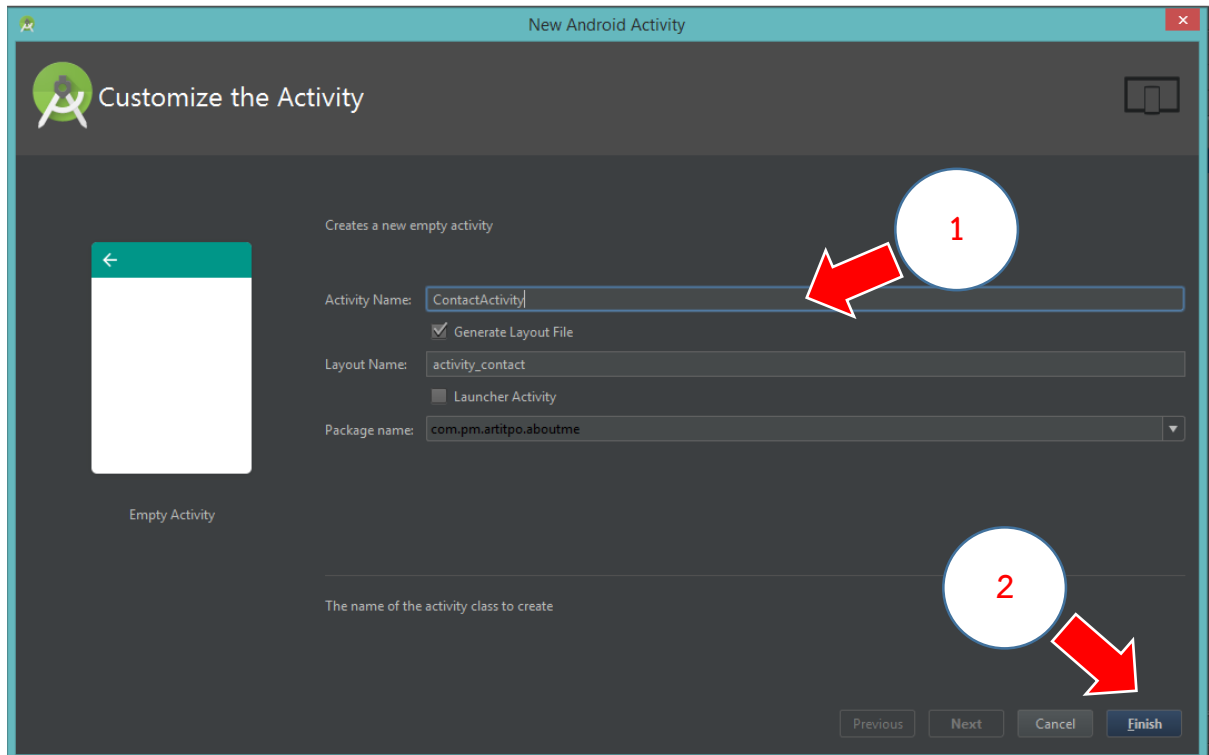 New Android Activity
Customize the Activity
Creates a new empty activity
1
Activity Name: ContactActivity
Generate Layout File
Layout Name: activity_contact
Launcher Activity
Package name: com.pm.artitpo.aboutme
Empty Activity
The name of the activity class to create
2
Previous Next Cancel Finish